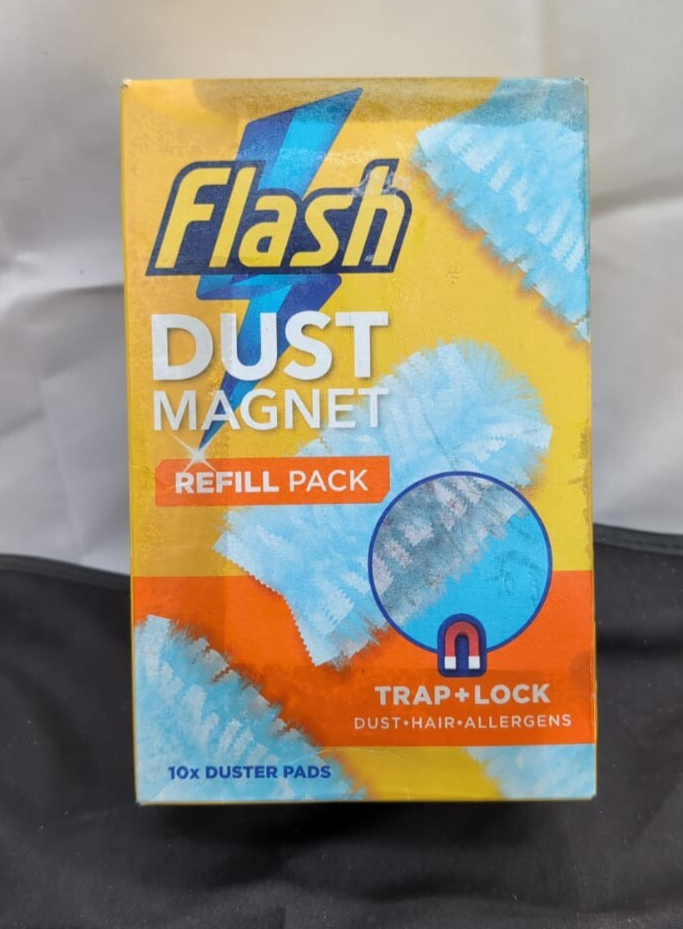 Flash
DUST
MAGNET
REFILL PACK
TRAP+LOCK
DUST•HAIR•ALLERGENS
10x DUSTER PADS